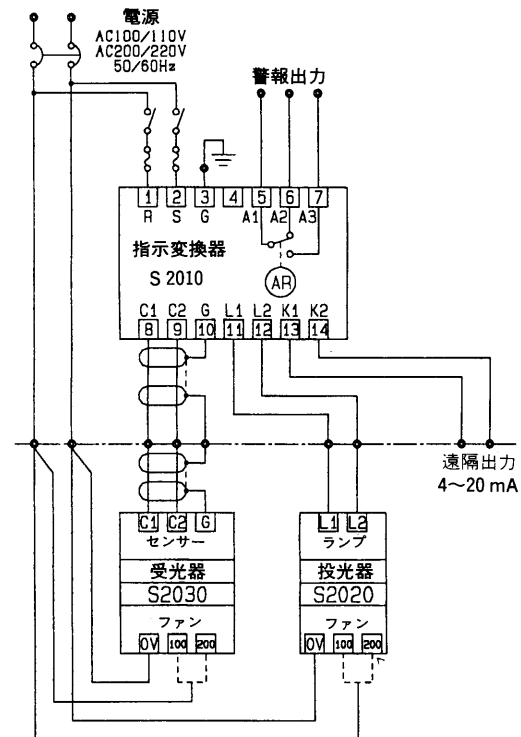 電源
AC100/110V
AC200/220V
50/60Hz
警報出力
1 2 3 4 5 6 7
R S G A1 A2 A3
指示変換器
S 2010
AR
C1 C2 G L1 L2 K1 K2
8 9 10 11 12 13 14
遠隔出力
4～20 mA
C1 C2 G
センサー
受光器
S2030
ファン
0V 100 200
L1 L2
ランプ
投光器
S2020
ファン
0V 100 200